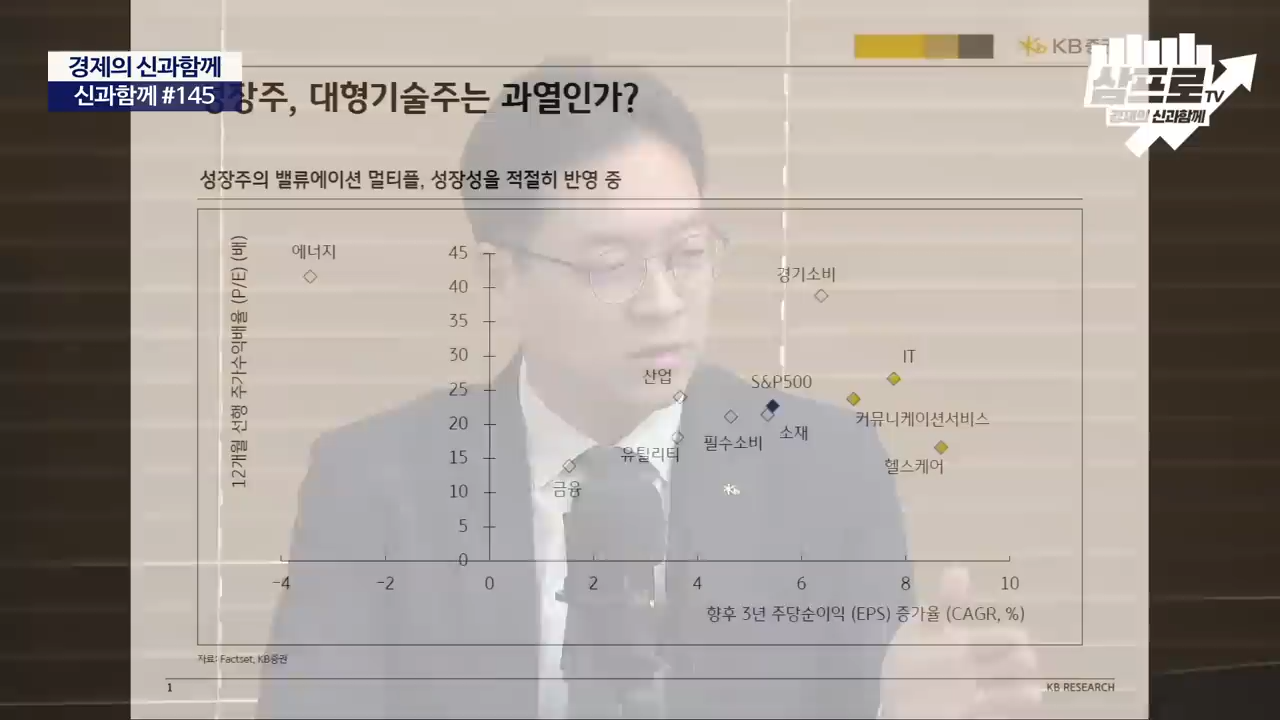 경제의 신과함께
신과함께 #145
KB증권
삼프로TV
경제의 신과함께
성장주, 대형기술주는 과열인가?
성장주의 밸류에이션 멀티플, 성장성을 적절히 반영 중
12개월 선행 주가수익배율 (P/E) (배)
45
40
35
30
25
20
15
10
5
0
에너지
경기소비
IT
산업
S&P500
커뮤니케이션서비스
필수소비
소재
유틸리티
헬스케어
금융
-4
-2
0
2
4
6
8
10
향후 3년 주당순이익 (EPS) 증가율 (CAGR, %)
자료: Factset, KB증권
1
KB RESEARCH